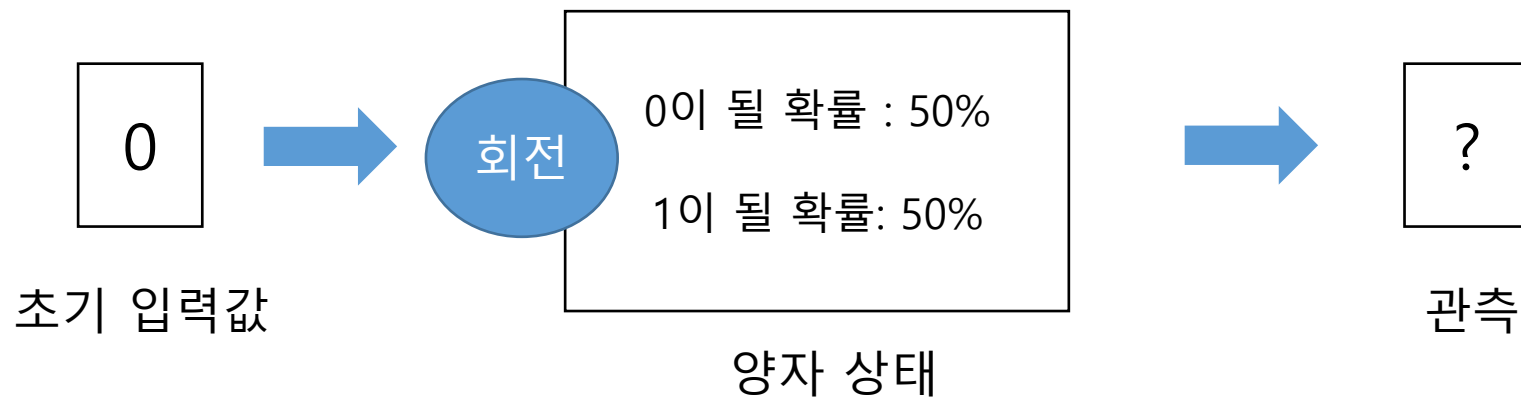 0
회전
0이 될 확률 : 50%
1이 될 확률: 50%
?
초기 입력값
양자 상태
관측